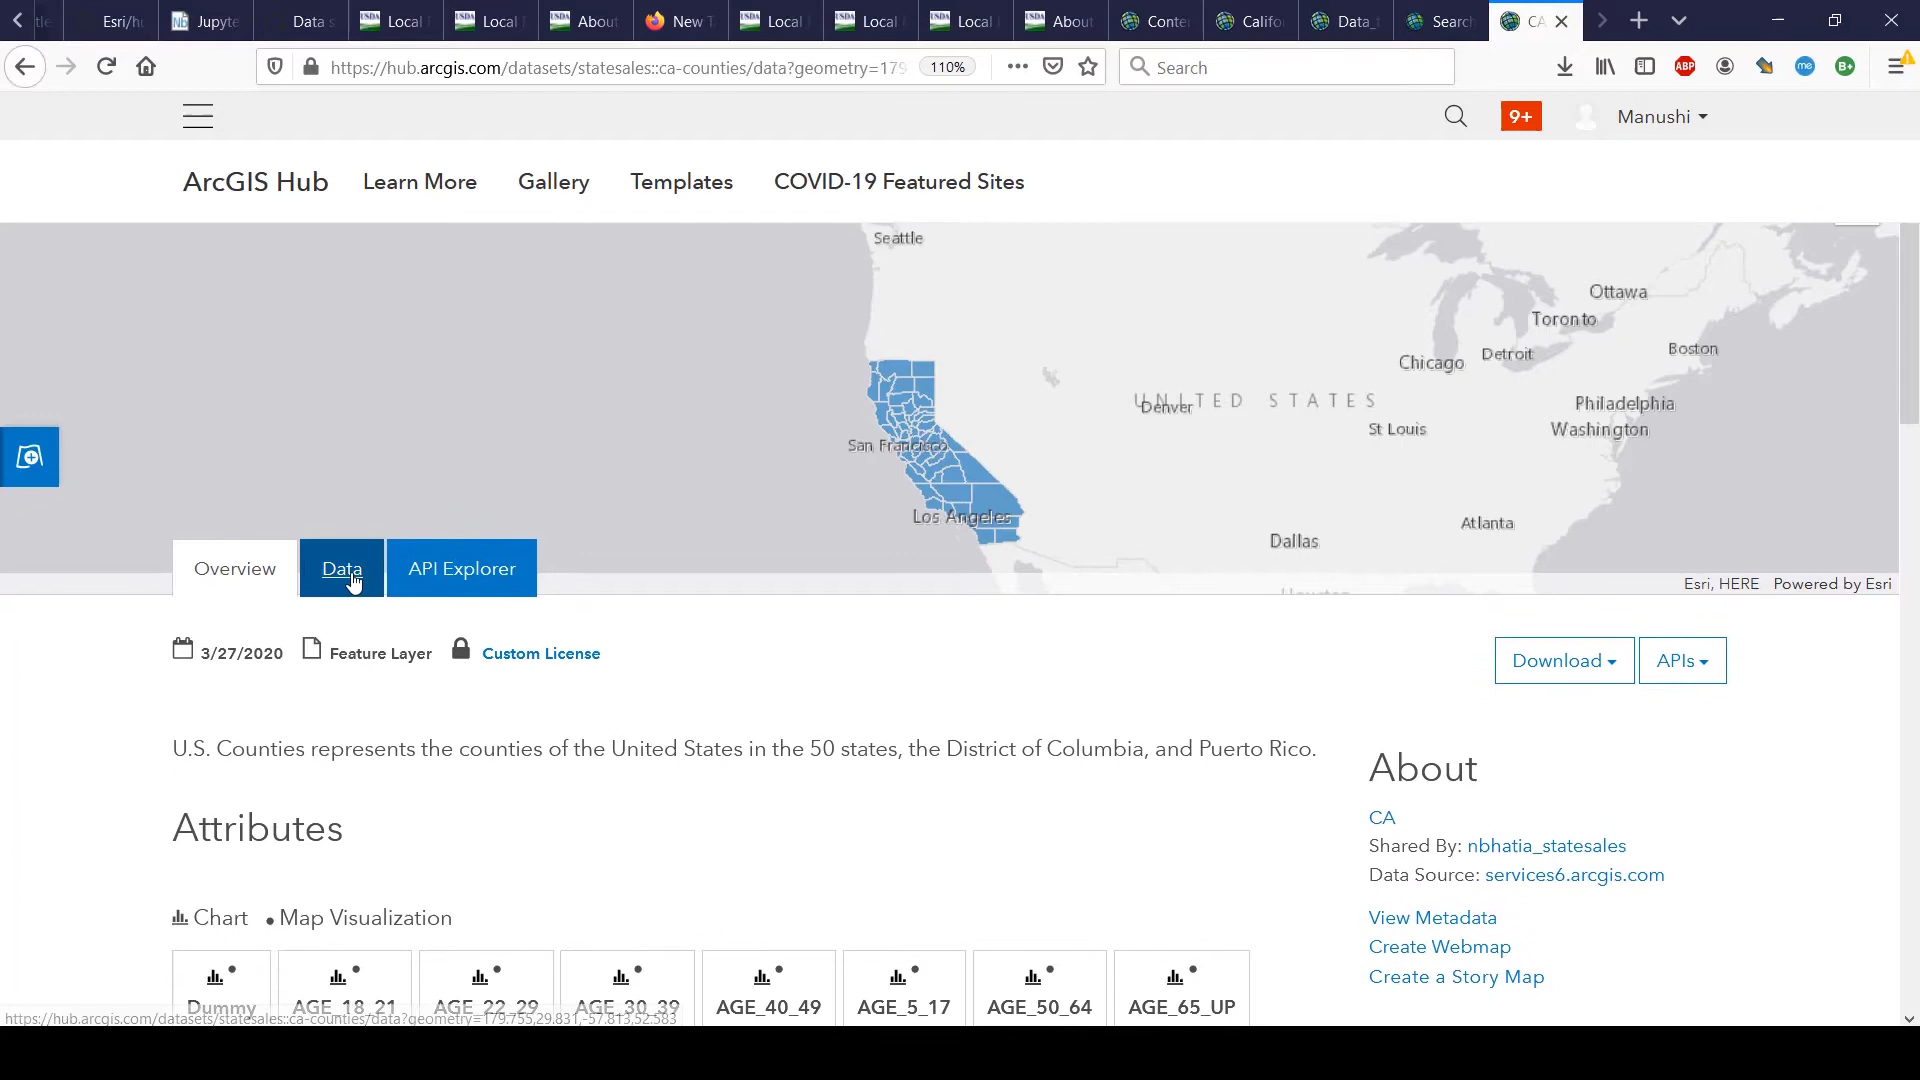 Esri/h
Jupyte
Data s
Local
Local
About
New T
Local
Local
Local
About
Conte
Califo
Data_t
Search
CA
https://hub.arcgis.com/datasets/statesales::ca-counties/data?geometry=179
110%
Search
ABP
me
B+
9+
Manushi
ArcGIS Hub
Learn More
Gallery
Templates
COVID-19 Featured Sites
Seattle
Ottawa
Toronto
Boston
Chicago
Detroit
UNITED STATES
Denver
Philadelphia
St Louis
Washington
San Francisco
Los Angeles
Atlanta
Dallas
Houston
Esri, HERE Powered by Esri
Overview
Data
API Explorer
3/27/2020
Feature Layer
Custom License
Download
APIs
U.S. Counties represents the counties of the United States in the 50 states, the District of Columbia, and Puerto Rico.
About
CA
Shared By: nbhatia_statesales
Data Source: services6.arcgis.com
View Metadata
Create Webmap
Create a Story Map
Attributes
Chart
Map Visualization
Dummy
AGE_18_21
AGE_22_29
AGE_30_39
AGE_40_49
AGE_5_17
AGE_50_64
AGE_65_UP
https://hub.arcgis.com/datasets/statesales::ca-counties/data?geometry=179.755,29.831,-57.813,52.583